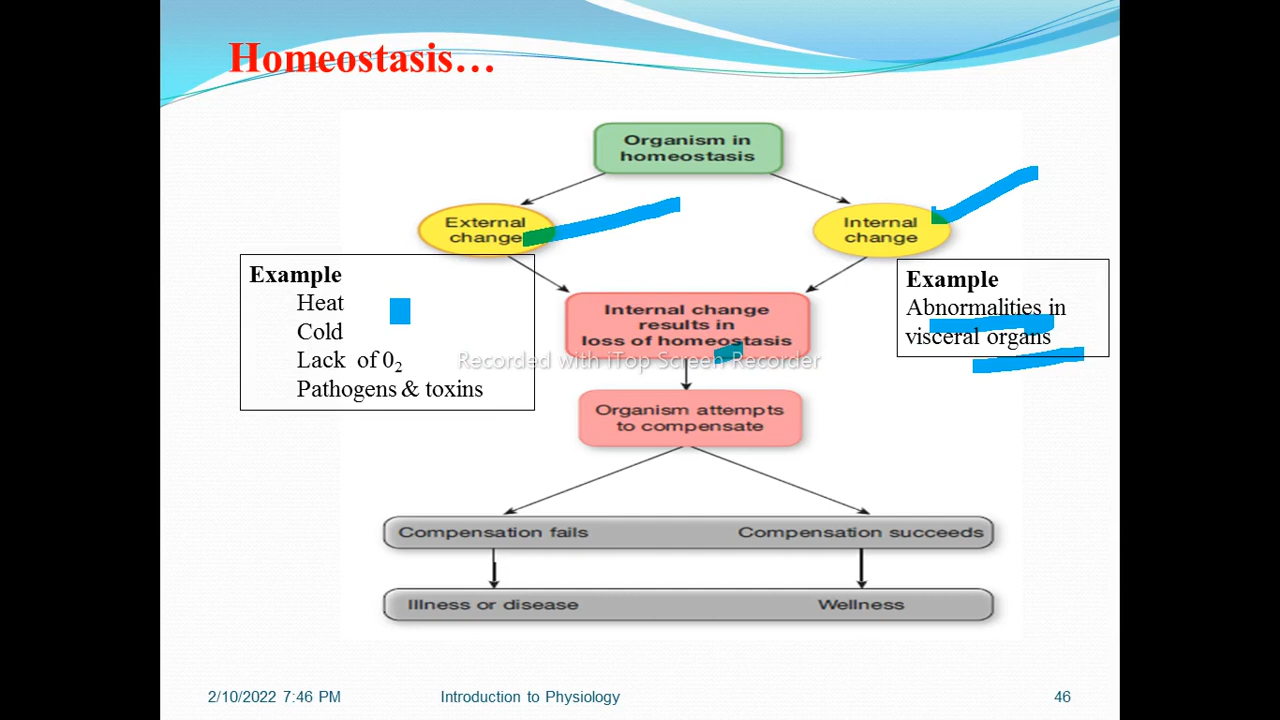 Homeostasis…
Organism in
homeostasis
External
change
Internal
change
Example
Heat
Cold
Lack of 0₂
Pathogens & toxins
Example
Abnormalities in
visceral organs
Internal change
results in
loss of homeostasis
Recorded with iTop Screen Recorder
Organism attempts
to compensate
Compensation fails
Compensation succeeds
Illness or disease
Wellness
2/10/2022 7:46 PM
Introduction to Physiology
46